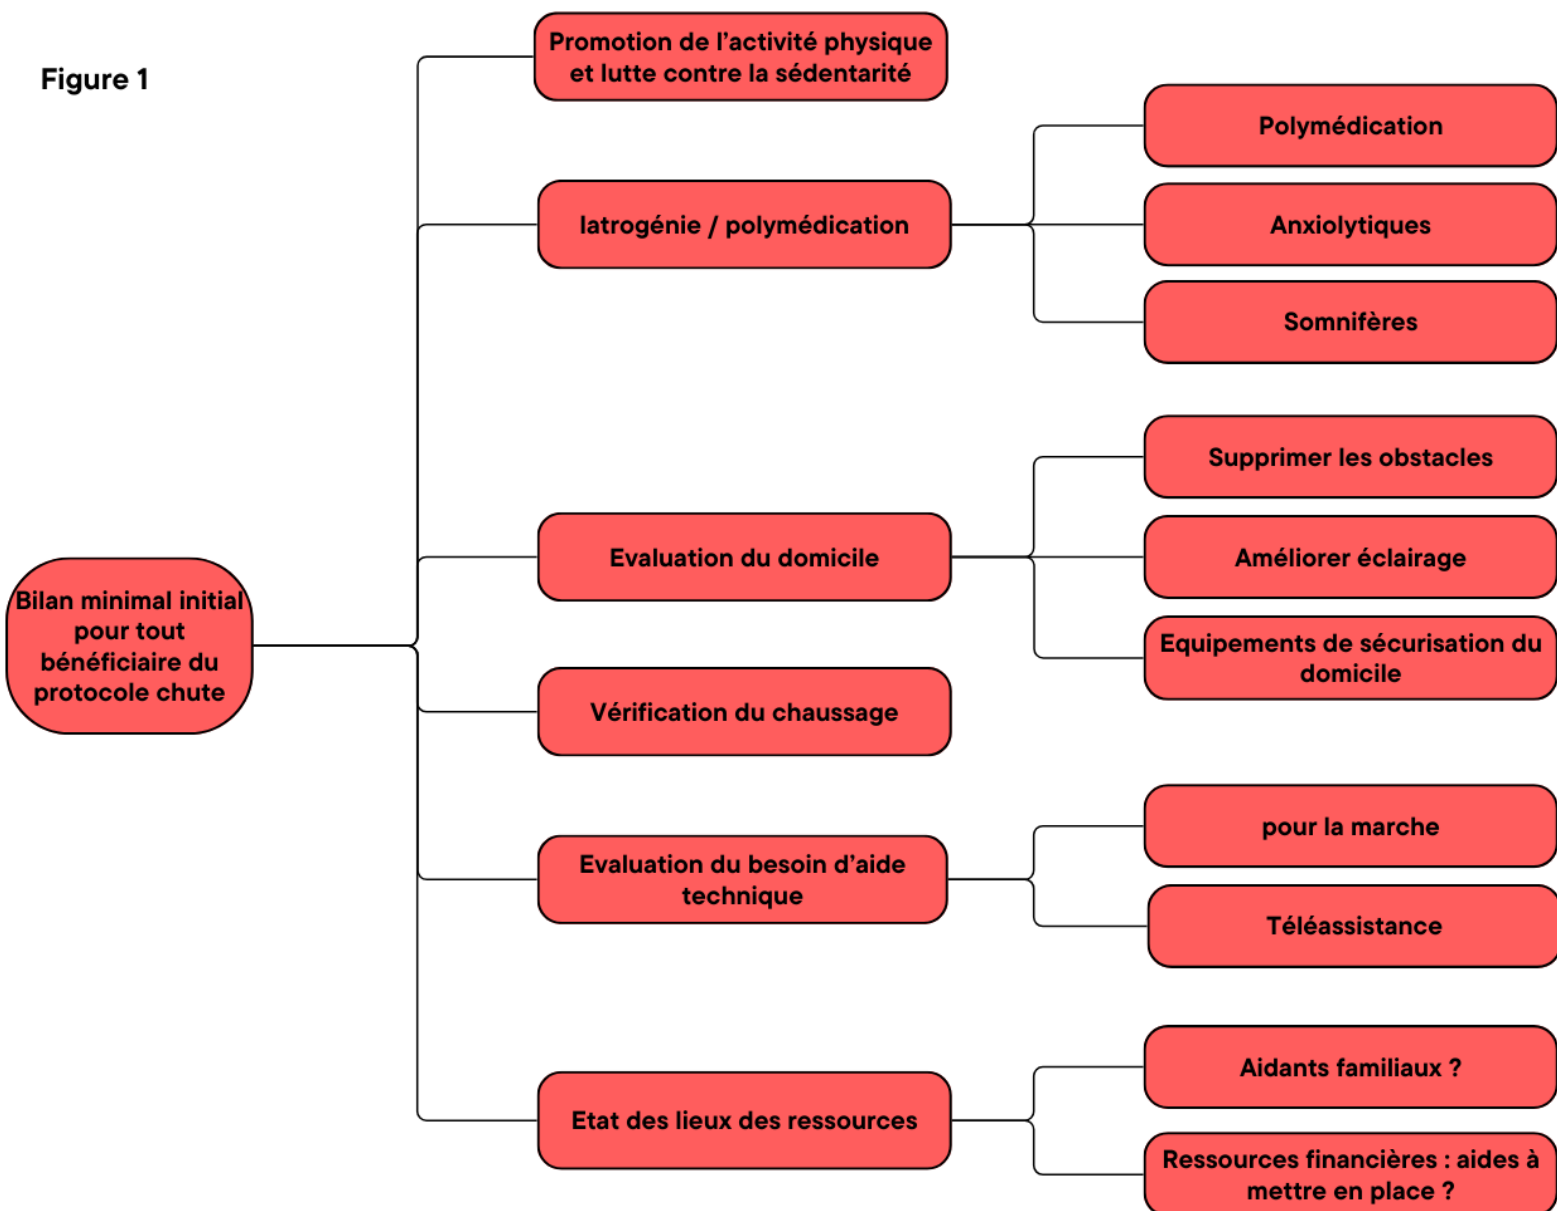 Figure 1
Promotion de l'activité physique
et lutte contre la sédentarité
Iatrogénie / polymédication
Polymédication
Anxiolytiques
Somnifères
Bilan minimal initial
pour tout
bénéficiaire du
protocole chute
Evaluation du domicile
Supprimer les obstacles
Améliorer éclairage
Equipements de sécurisation du
domicile
Vérification du chaussage
Evaluation du besoin d'aide
technique
pour la marche
Téléassistance
Etat des lieux des ressources
Aidants familiaux ?
Ressources financières : aides à
mettre en place ?